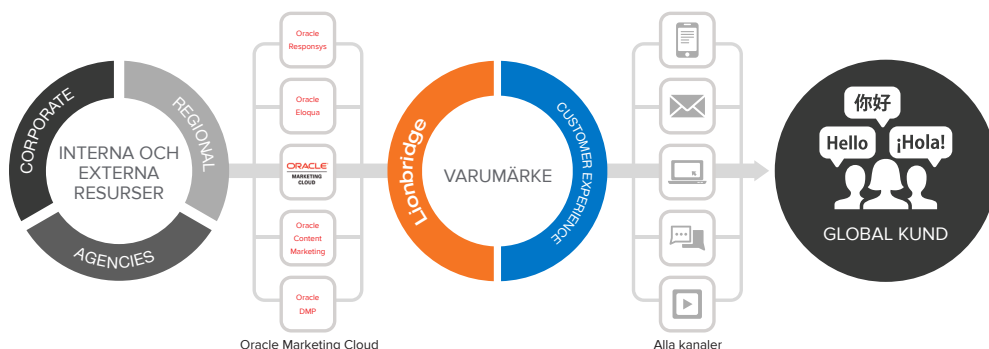 CORPORATE
REGIONAL
AGENCIES
INTERNA OCH
EXTERNA
RESURSER
Oracle
Responsys
Oracle
Eloqua
ORACLE
MARKETING
CLOUD
Oracle
Content
Marketing
Oracle
DMP
Oracle Marketing Cloud
Lionbridge
VARUMÄRKE
CUSTOMER EXPERIENCE
Alla kanaler
你好
Hello
¡Hola!
GLOBAL KUND